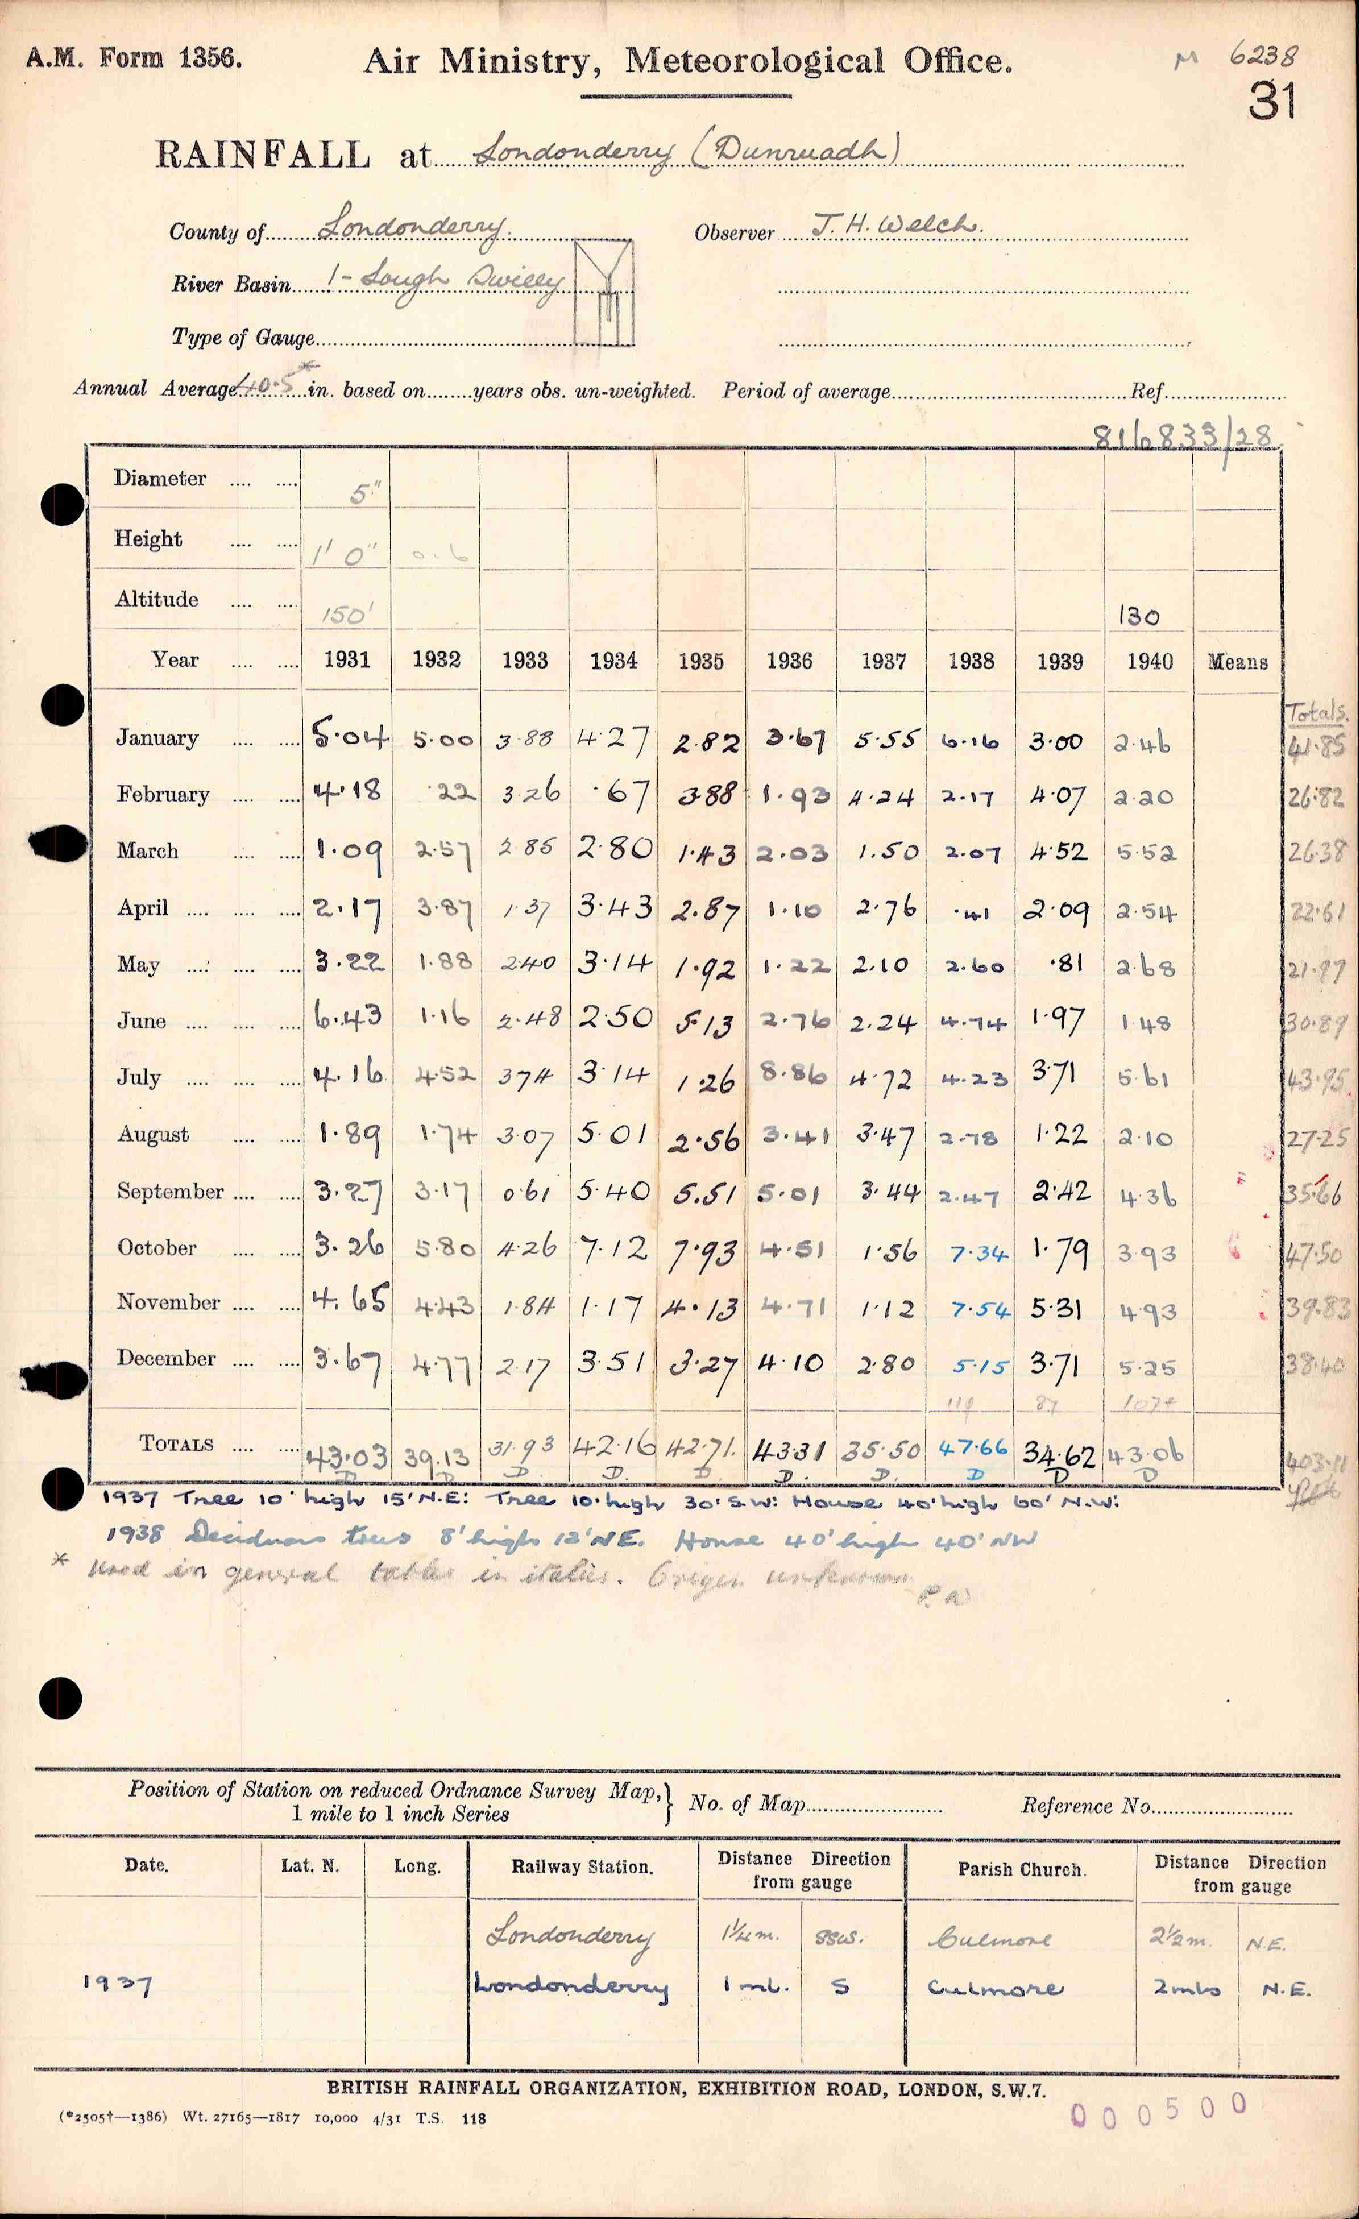 A.M. Form 1356.
Air Ministry, Meteorological Office.
M 6238
31
RAINFALL at Londonderry (Dunruadh)
County of Londonderry. Observer J. H. Welch.
River Basin 1- Lough Swilly
Type of Gauge
Annual Average 40.5* in. based on years obs. un-weighted. Period of average Ref.
816833/28
Diameter .... .... 5"
Height .... .... 1' 0" 0.6
Altitude .... .... 150' 130
Year .... .... 1931 1932 1933 1934 1935 1936 1937 1938 1939 1940 Means
Totals.
January .... .... 5.04 5.00 3.88 4.27 2.82 3.67 5.55 6.16 3.00 2.46 41.85
February .... .... 4.18 .22 3.26 .67 3.88 1.93 4.24 2.17 4.07 2.20 26.82
March .... .... 1.09 2.57 2.85 2.80 1.43 2.03 1.50 2.07 4.52 5.52 26.38
April .... .... .... 2.17 3.87 1.37 3.43 2.87 1.10 2.76 .41 2.09 2.54 22.61
May .... .... .... 3.22 1.88 2.40 3.14 1.92 1.22 2.10 2.60 .81 2.68 21.97
June .... .... .... 6.43 1.16 2.48 2.50 5.13 2.76 2.24 4.74 1.97 1.48 30.89
July .... .... .... 4.16 4.52 3.74 3.14 1.26 8.86 4.72 4.23 3.71 5.61 43.95
August .... .... 1.89 1.74 3.07 5.01 2.56 3.41 3.47 2.78 1.22 2.10 27.25
September .... .... 3.27 3.17 0.61 5.40 5.51 5.01 3.44 2.47 2.42 4.36 35.66
October .... .... 3.26 5.80 4.26 7.12 7.93 4.51 1.56 7.34 1.79 3.93 47.50
November .... .... 4.65 4.43 1.84 1.17 4.13 4.71 1.12 7.54 5.31 4.93 39.83
December .... .... 3.67 4.77 2.17 3.51 3.27 4.10 2.80 5.15 3.71 5.25 38.40
87 107+
TOTALS .... .... 43.03 39.13 31.93 42.16 42.71. 43.31 35.50 47.66 34.62 43.06 403.11
D D D. D. D. D. D. D D D
1937 Tree 10' high 15' N.E: Tree 10' high 30' S.W: House 40' high 60' N.W:
1938 Deciduous trees 8' high 12' NE. House 40' high 40' NW
* Used in general table in italics. Origin unknown
Position of Station on reduced Ordnance Survey Map, } No. of Map Reference No.
1 mile to 1 inch Series
Date. Lat. N. Long. Railway Station. Distance Direction from gauge Parish Church. Distance Direction from gauge
Londonderry 1¼m. SSW. Culmore 2½m. N.E.
1937 Londonderry 1 ml. S Culmore 2 mls N.E.
BRITISH RAINFALL ORGANIZATION, EXHIBITION ROAD, LONDON, S.W.7.
(*2505†—1386) Wt. 27165—1817 10,000 4/31 T.S. 118
000500